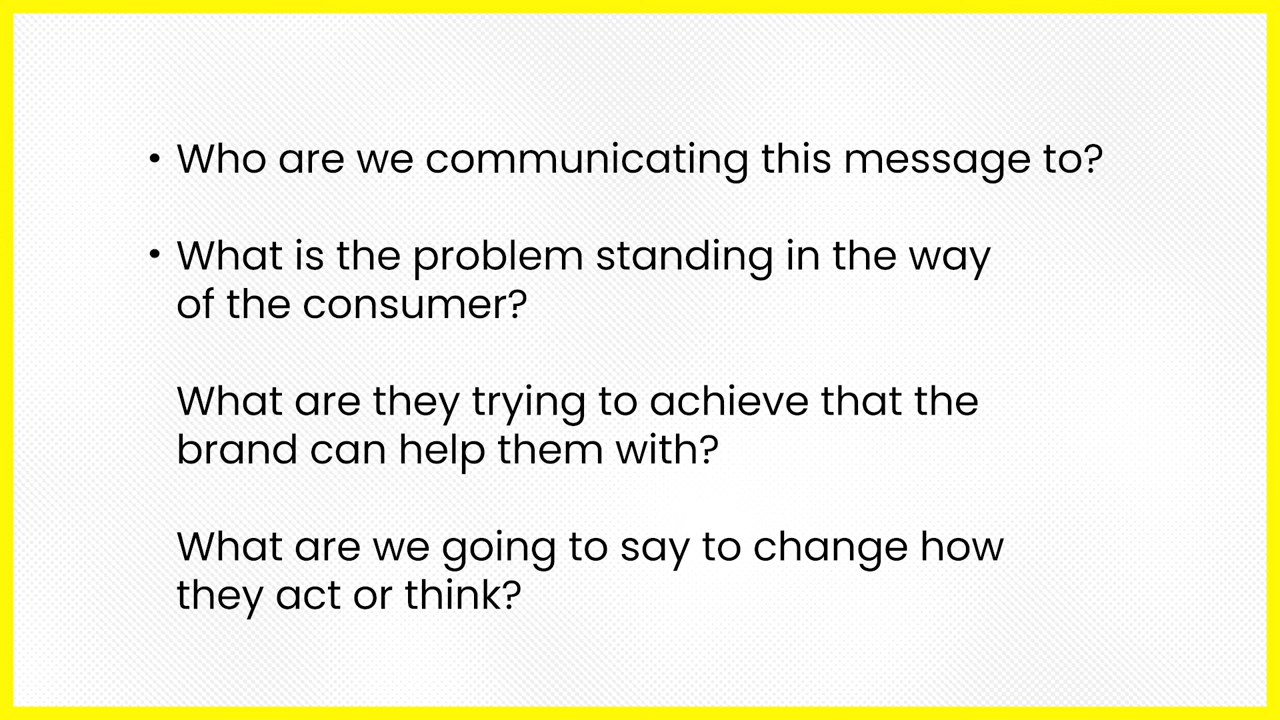 • Who are we communicating this message to?
• What is the problem standing in the way
of the consumer?
What are they trying to achieve that the
brand can help them with?
What are we going to say to change how
they act or think?